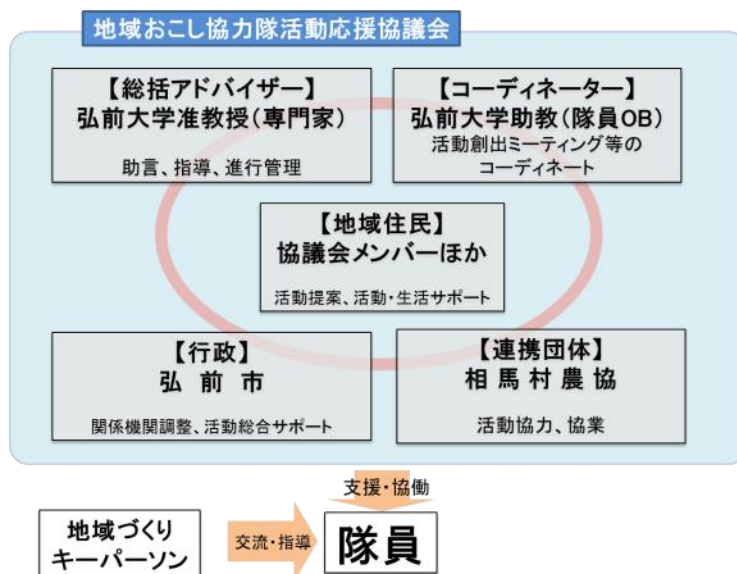 地域おこし協力隊活動応援協議会
【総括アドバイザー】
弘前大学准教授(専門家)
助言、指導、進行管理
【コーディネーター】
弘前大学助教(隊員OB)
活動創出ミーティング等の
コーディネート
【地域住民】
協議会メンバーほか
活動提案、活動・生活サポート
【行政】
弘前市
関係機関調整、活動総合サポート
【連携団体】
相馬村農協
活動協力、協業
支援・協働
地域づくり
キーパーソン
交流・指導
隊員